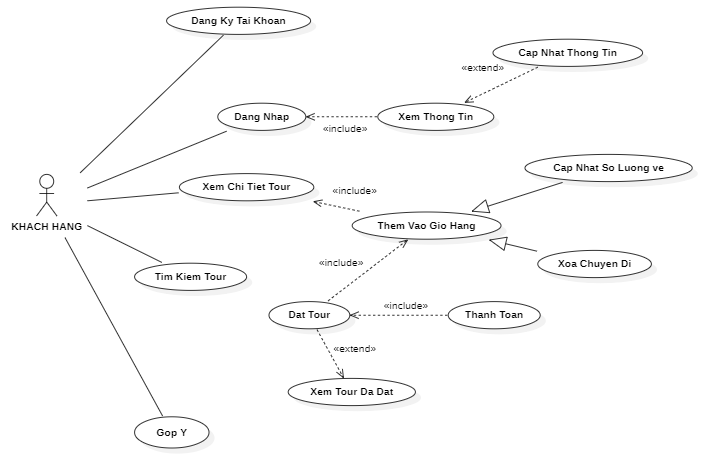 Dang Ky Tai Khoan
Cap Nhat Thong Tin
«extend»
Dang Nhap
Xem Thong Tin
«include»
Cap Nhat So Luong ve
Xem Chi Tiet Tour
«include»
KHACH HANG
Them Vao Gio Hang
«include»
Xoa Chuyen Di
Tim Kiem Tour
«include»
Dat Tour
Thanh Toan
«extend»
Xem Tour Da Dat
Gop Y